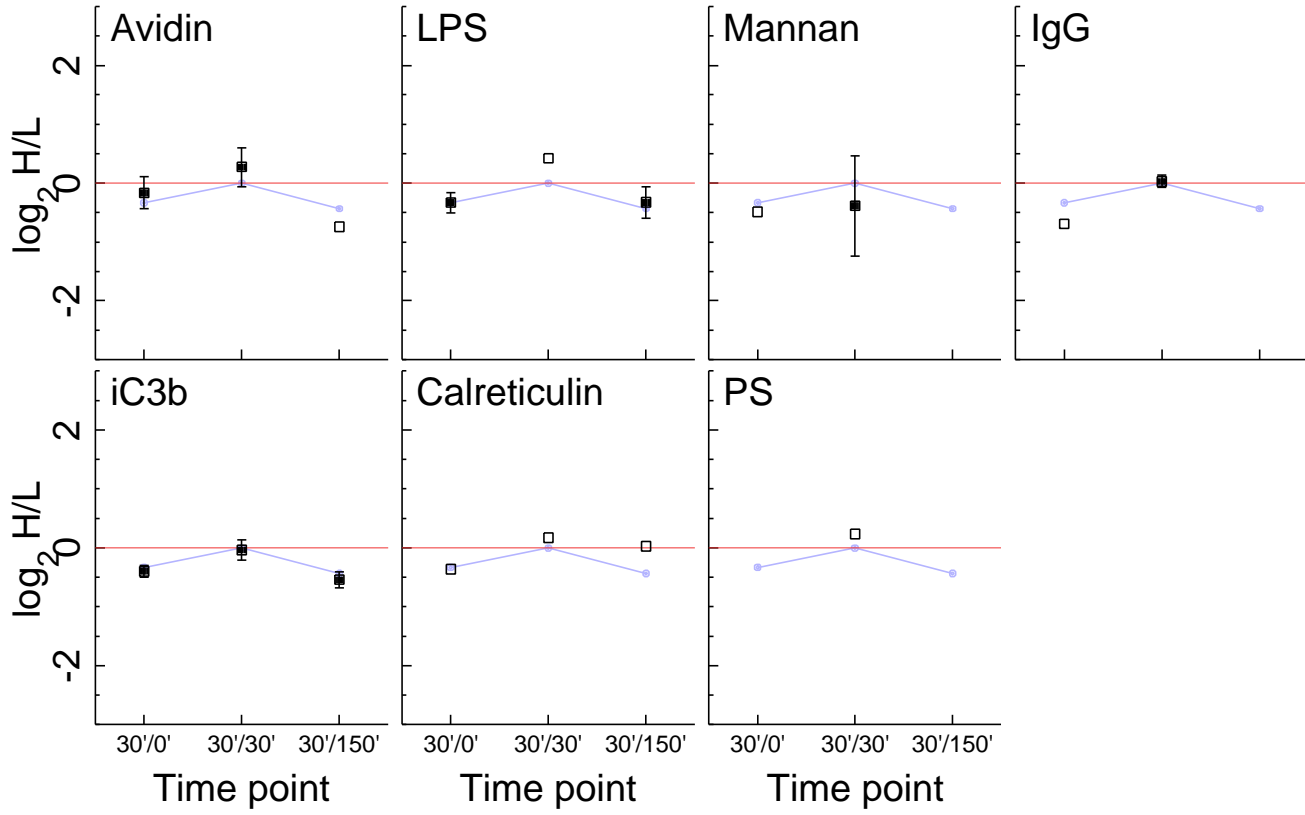 Avidin LPS Mannan IgG
log2 H/L
2
0
-2
iC3b Calreticulin PS
log2 H/L
2
0
-2
30'/0' 30'/30' 30'/150' 30'/0' 30'/30' 30'/150' 30'/0' 30'/30' 30'/150'
Time point Time point Time point